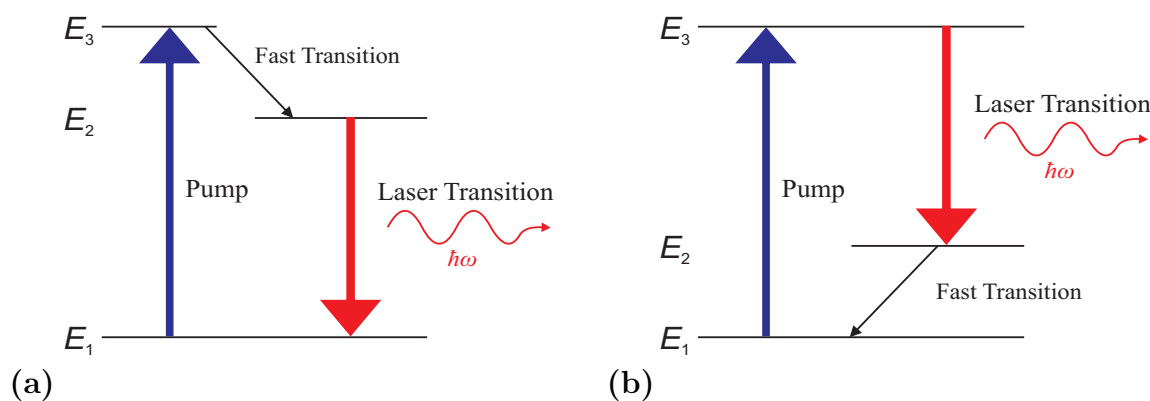 E₃
Fast Transition
E₂
Pump
Laser Transition
ħω
E₁
(a)
E₃
Laser Transition
ħω
Pump
E₂
Fast Transition
E₁
(b)